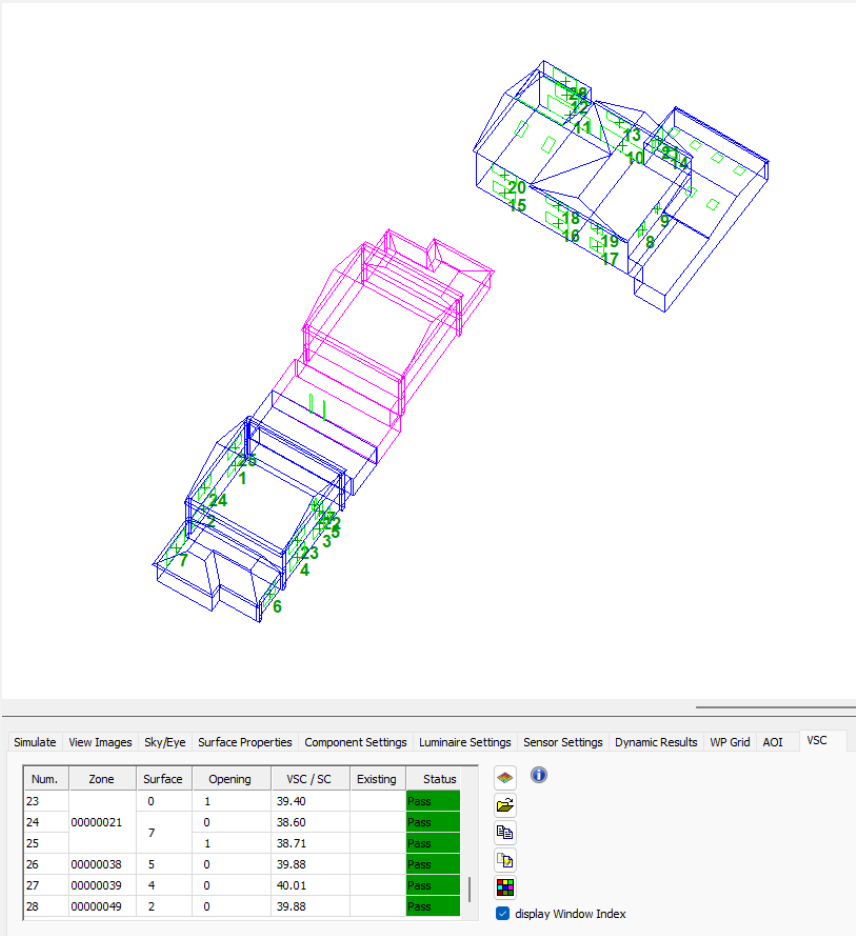 28
12
11
13
10
21
14
20
15
18
16
19
17
9
8
25
1
24
2
7
22
5
3
23
4
6
Simulate View Images Sky/Eye Surface Properties Component Settings Luminaire Settings Sensor Settings Dynamic Results WP Grid AOI VSC
Num. Zone Surface Opening VSC / SC Existing Status
23 0 1 39.40 Pass
24 00000021 7 0 38.60 Pass
25 1 38.71 Pass
26 00000038 5 0 39.88 Pass
27 00000039 4 0 40.01 Pass
28 00000049 2 0 39.88 Pass
display Window Index